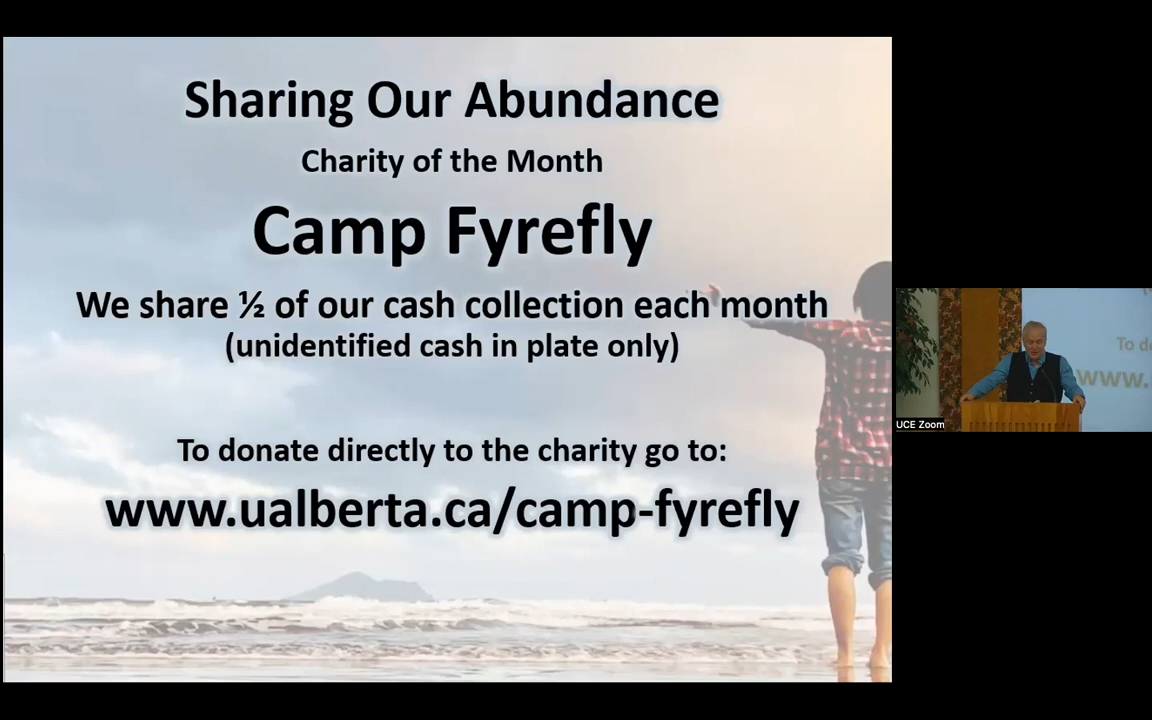 Sharing Our Abundance
Charity of the Month
Camp Fyrefly
We share ½ of our cash collection each month
(unidentified cash in plate only)
To donate directly to the charity go to:
www.ualberta.ca/camp-fyrefly
To d
www.
UCE Zoom